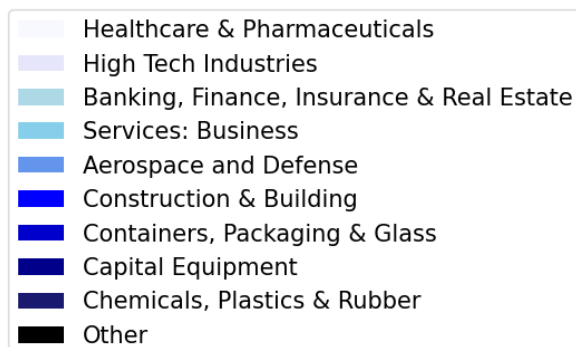 Healthcare & Pharmaceuticals
High Tech Industries
Banking, Finance, Insurance & Real Estate
Services: Business
Aerospace and Defense
Construction & Building
Containers, Packaging & Glass
Capital Equipment
Chemicals, Plastics & Rubber
Other